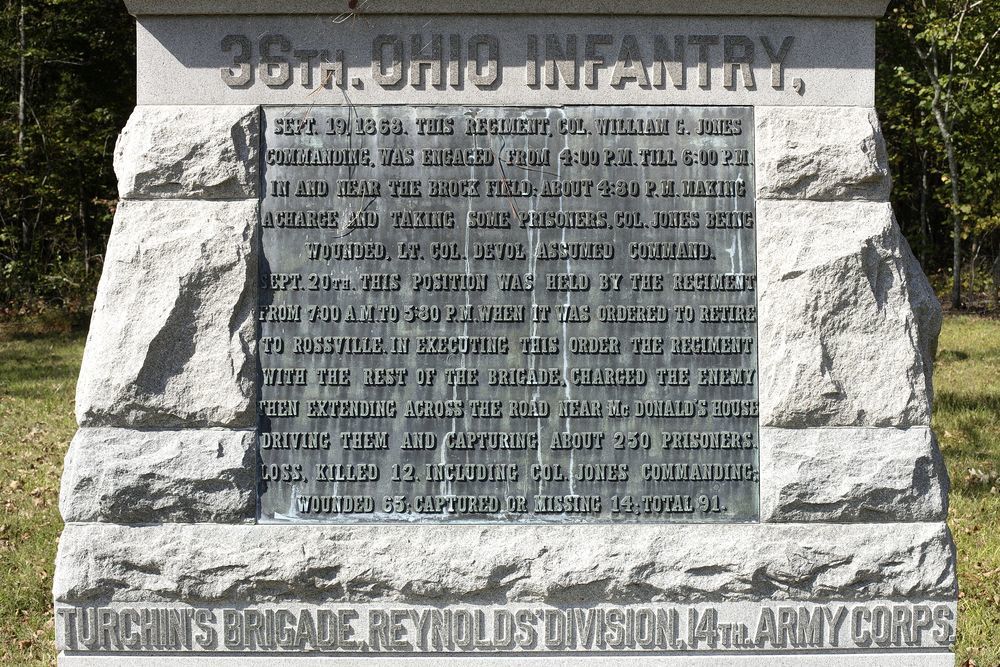 36TH. OHIO INFANTRY,
SEPT. 19, 1863. THIS REGIMENT, COL. WILLIAM G. JONES
COMMANDING, WAS ENGAGED FROM 4:00 P.M. TILL 6:00 P.M.
IN AND NEAR THE BROCK FIELD; ABOUT 4:30 P.M. MAKING
A CHARGE AND TAKING SOME PRISONERS, COL. JONES BEING
WOUNDED, LT. COL. DEVOL ASSUMED COMMAND.
SEPT. 20TH. THIS POSITION WAS HELD BY THE REGIMENT
FROM 7:00 A.M TO 5:30 P.M. WHEN IT WAS ORDERED TO RETIRE
TO ROSSVILLE. IN EXECUTING THIS ORDER THE REGIMENT
WITH THE REST OF THE BRIGADE, CHARGED THE ENEMY
THEN EXTENDING ACROSS THE ROAD NEAR MC DONALD'S HOUSE
DRIVING THEM AND CAPTURING ABOUT 250 PRISONERS.
LOSS, KILLED 12, INCLUDING COL. JONES COMMANDING;
WOUNDED 65; CAPTURED OR MISSING 14; TOTAL 91.
TURCHIN'S BRIGADE, REYNOLDS' DIVISION, 14TH. ARMY CORPS.